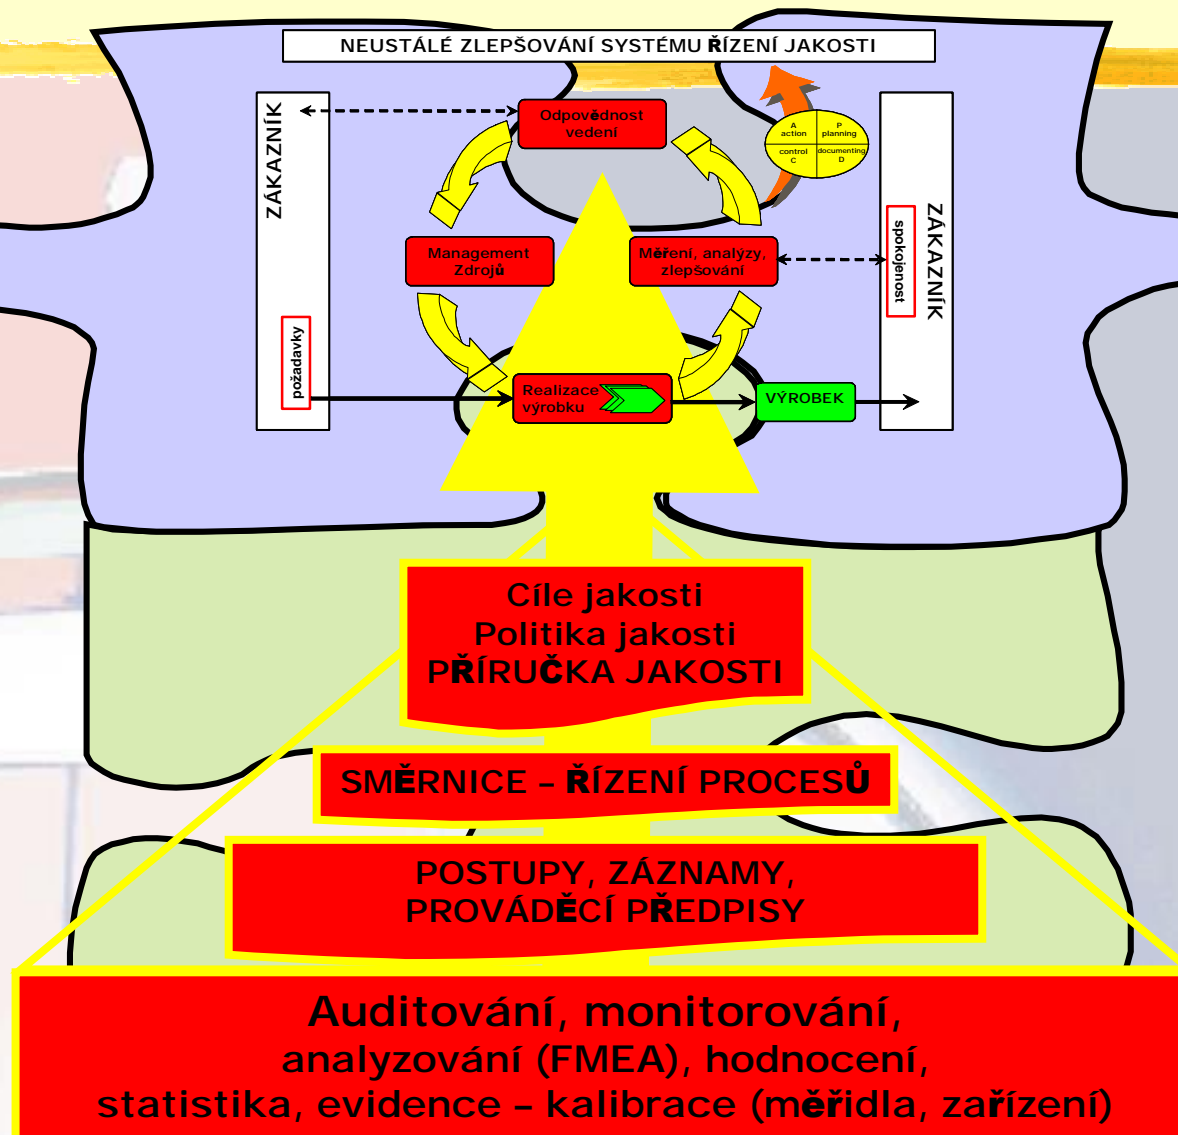 NEUSTÁLÉ ZLEPŠOVÁNÍ SYSTÉMU ŘÍZENÍ JAKOSTI
ZÁKAZNÍK
požadavky
Odpovědnost
vedení
A
action
P
planning
control
C
documenting
D
Management
Zdrojů
Měření, analýzy,
zlepšování
spokojenost
ZÁKAZNÍK
Realizace
výrobku
VÝROBEK
Cíle jakosti
Politika jakosti
PŘÍRUČKA JAKOSTI
SMĚRNICE – ŘÍZENÍ PROCESŮ
POSTUPY, ZÁZNAMY,
PROVÁDĚCÍ PŘEDPISY
Auditování, monitorování,
analyzování (FMEA), hodnocení,
statistika, evidence – kalibrace (měřidla, zařízení)